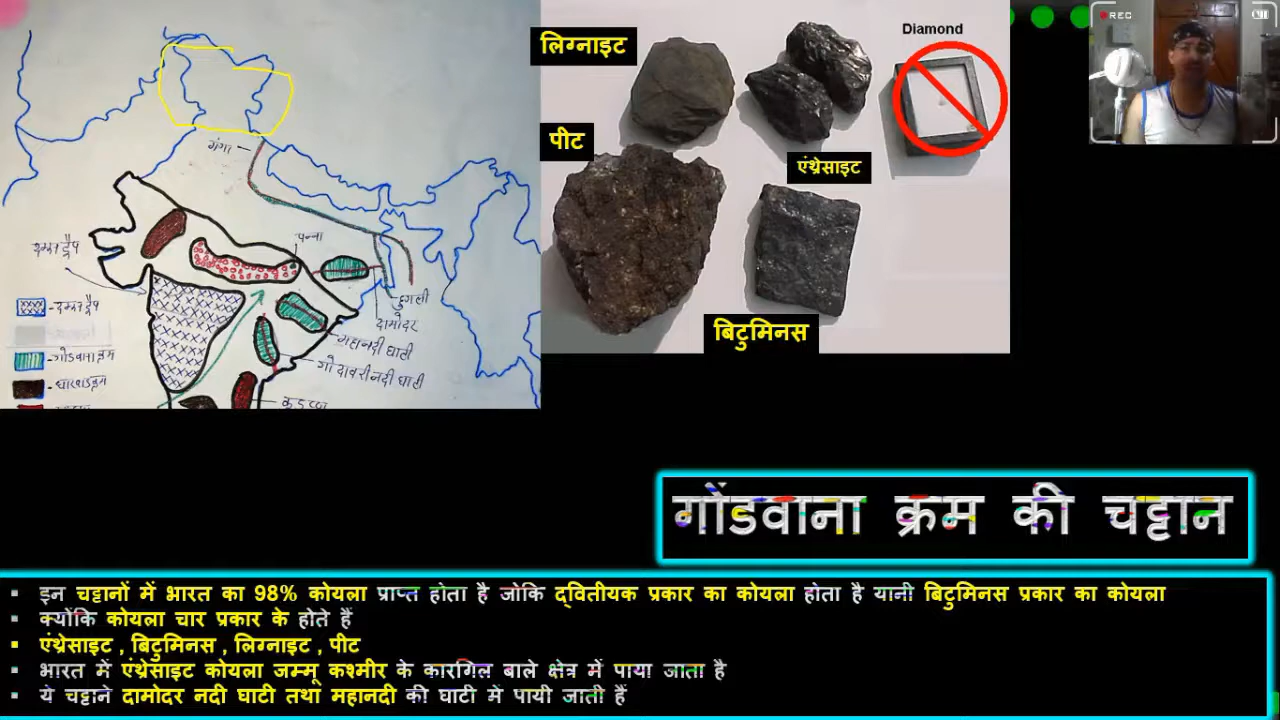 लिग्नाइट
Diamond
REC
पीट
एंथ्रेसाइट
बिटुमिनस
गंगा
पन्ना
हुगली
दामोदर
महानदी घाटी
गोदावरी नदी घाटी
गोंडवाना क्रम की चट्टान
इन चट्टानों में भारत का 98% कोयला प्राप्त होता है जोकि द्वितीयक प्रकार का कोयला होता है यानी बिटुमिनस प्रकार का कोयला
क्योंकि कोयला चार प्रकार के होते हैं
एंथ्रेसाइट , बिटुमिनस , लिग्नाइट , पीट
भारत में एंथ्रेसाइट कोयला जम्मू कश्मीर के कारगिल बाले क्षेत्र में पाया जाता है
ये चट्टाने दामोदर नदी घाटी तथा महानदी की घाटी में पायी जाती हैं